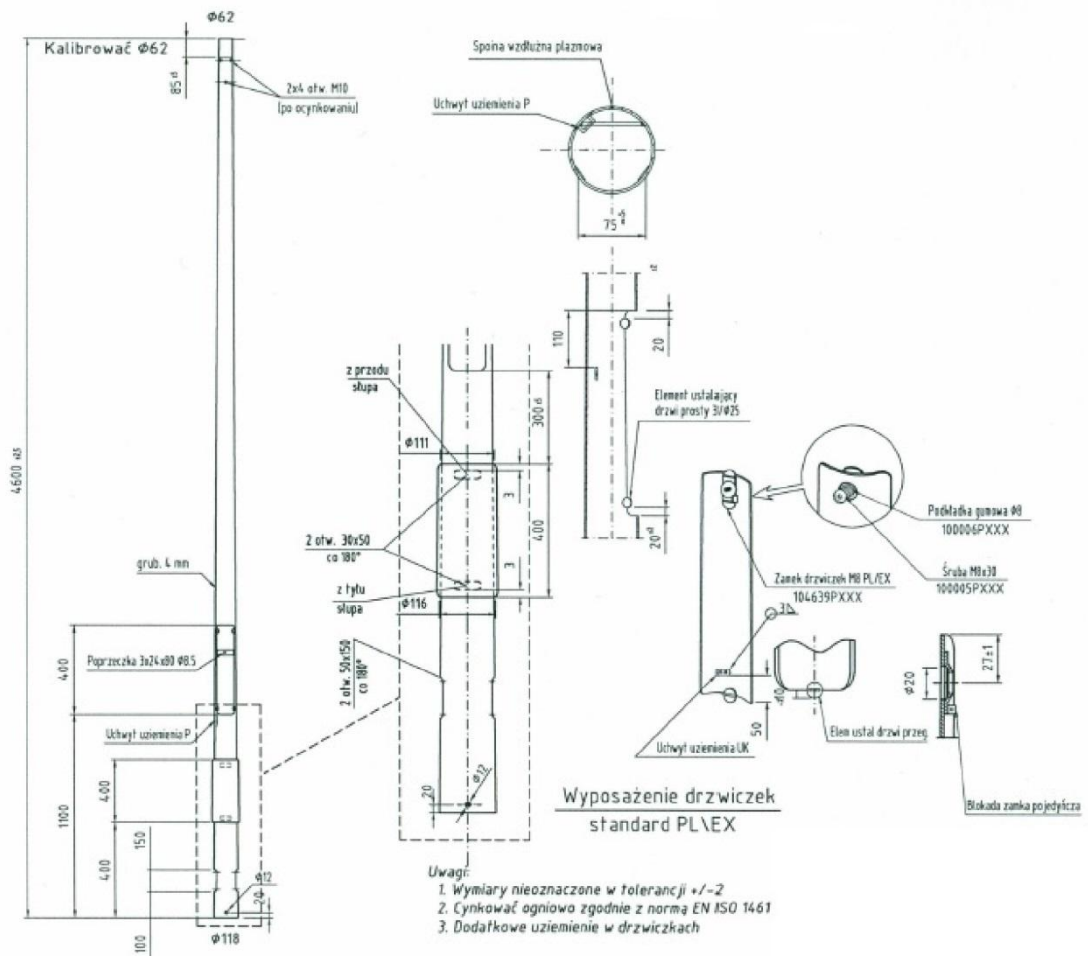 Φ62
Kalibrować Φ62
85 ±5
2x4 otw. M10
(po ocynkowaniu)
4600 ±25
grub. 4 mm
400
Poprzeczka 3x24x80 Φ8.5
Uchwyt uziemienia P
1100
400
400
150
100
Φ12
20
Φ118
Spoina wzdłużna plazmowa
Uchwyt uziemienia P
75
z przodu
słupa
Φ111
300 ±5
3
400
2 otw. 30x50
co 180°
3
z tyłu
słupa
Φ116
2 otw. 50x150
co 180°
Φ12
20
±2
110
20
Element ustalający
drzwi prosty 3/Φ25
20
Podkładka gumowa Φ8
100006PXXX
Śruba M8x30
100005PXXX
Zamek drzwiczek M8 PL/EX
104639PXXX
3
50
Uchwyt uziemienia UK
10
Elem ustal drzwi przeg.
Φ20
27±1
Blokada zamka pojedyńcza
Wyposażenie drzwiczek
standard PL\EX
Uwagi:
1. Wymiary nieoznaczone w tolerancji +/-2
2. Cynkować ogniowo zgodnie z normą EN ISO 1461
3. Dodatkowe uziemienie w drzwiczkach